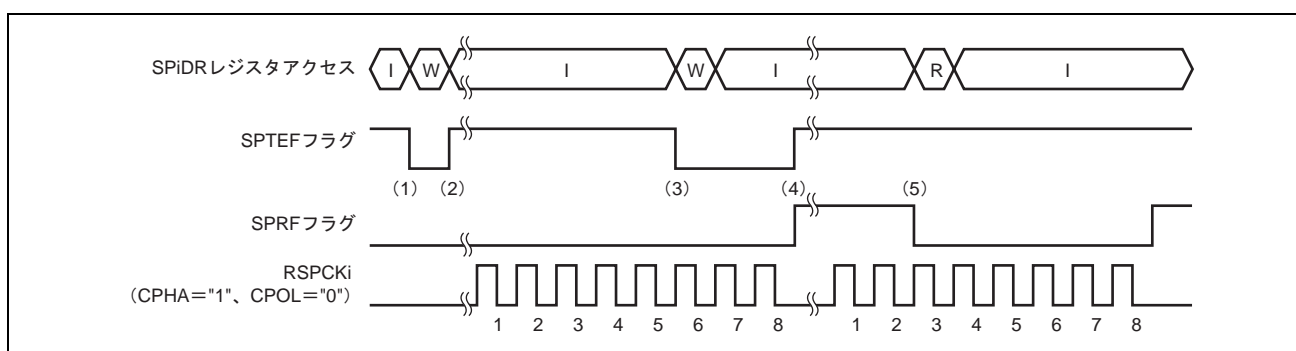 SPiDRレジスタアクセス I W I W I R I
SPTEFフラグ
(1) (2) (3) (4) (5)
SPRFフラグ
RSPCKi
(CPHA="1"、CPOL="0")
1 2 3 4 5 6 7 8 1 2 3 4 5 6 7 8